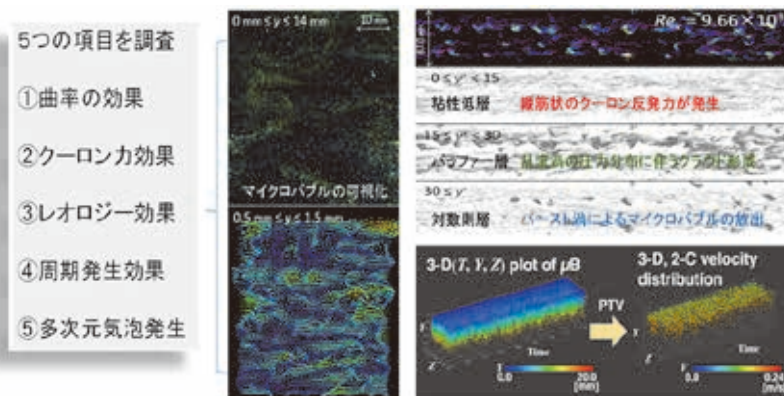 5つの項目を調査
①曲率の効果
②クーロン力効果
③レオロジー効果
④周期発生効果
⑤多次元気泡発生
0 mm ≤ y ≤ 14 mm
10 mm
マイクロバブルの可視化
0.5 mm ≤ y ≤ 1.5 mm
= 9.66×10
0 ≤ y⁺ < 15
粘性低層 縦筋状のクーロン反発力が発生
15 ≤ y⁺ < 30
バッファー層
30 ≤ y
対数則層 バースト渦によるマイクロバブルの放出
3-D(T, Y, Z) plot of μB
3-D, 2-C velocity
distribution
PTV
Y
Z
Time
Y
0.0
20.0
[mm]
Y
Z
Time
V
0.0
0.24
[m/s]